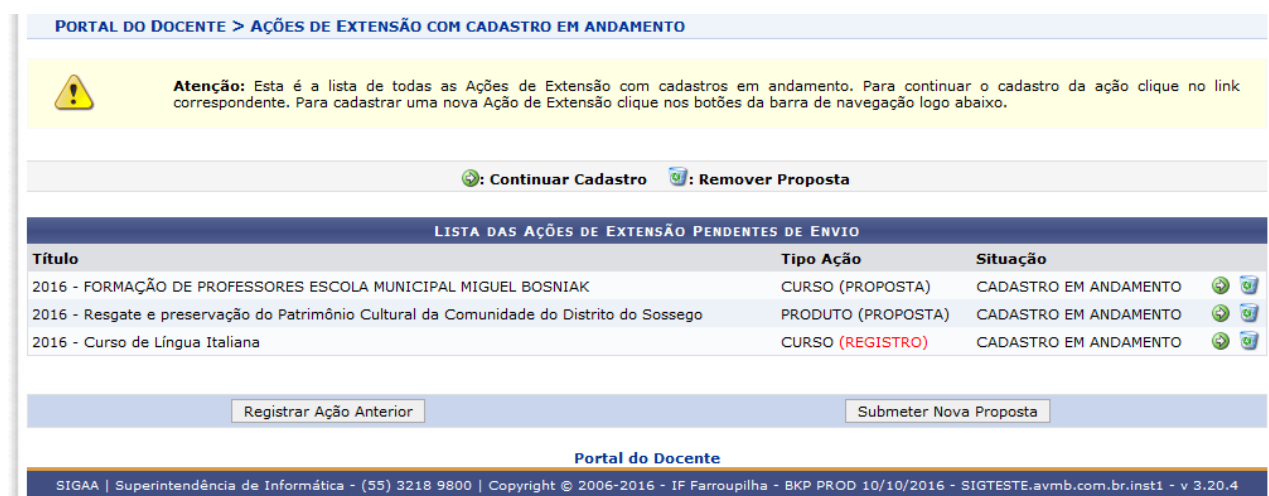 PORTAL DO DOCENTE > AÇÕES DE EXTENSÃO COM CADASTRO EM ANDAMENTO
Atenção: Esta é a lista de todas as Ações de Extensão com cadastros em andamento. Para continuar o cadastro da ação clique no link
correspondente. Para cadastrar uma nova Ação de Extensão clique nos botões da barra de navegação logo abaixo.
: Continuar Cadastro : Remover Proposta
LISTA DAS AÇÕES DE EXTENSÃO PENDENTES DE ENVIO
Título Tipo Ação Situação
2016 - FORMAÇÃO DE PROFESSORES ESCOLA MUNICIPAL MIGUEL BOSNIAK CURSO (PROPOSTA) CADASTRO EM ANDAMENTO
2016 - Resgate e preservação do Patrimônio Cultural da Comunidade do Distrito do Sossego PRODUTO (PROPOSTA) CADASTRO EM ANDAMENTO
2016 - Curso de Língua Italiana CURSO (REGISTRO) CADASTRO EM ANDAMENTO
Registrar Ação Anterior Submeter Nova Proposta
Portal do Docente
SIGAA | Superintendência de Informática - (55) 3218 9800 | Copyright © 2006-2016 - IF Farroupilha - BKP PROD 10/10/2016 - SIGTESTE.avmb.com.br.inst1 - v 3.20.4